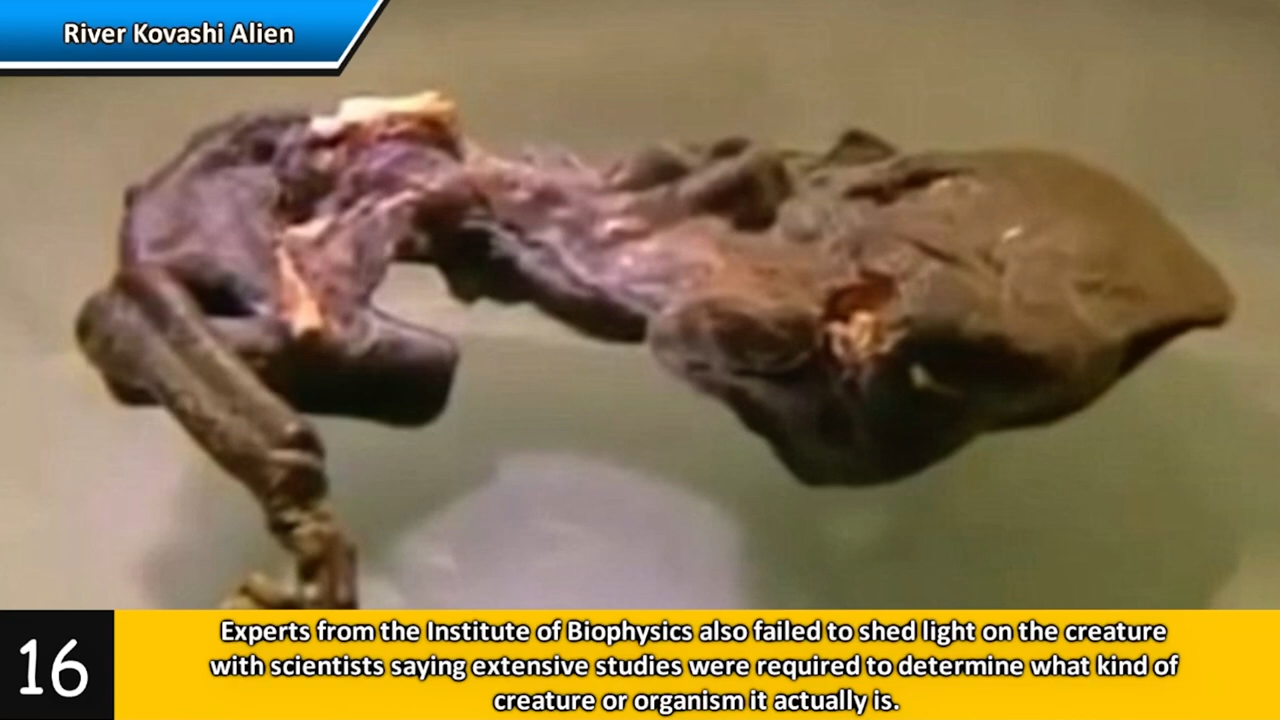 River Kovashi Alien
16
Experts from the Institute of Biophysics also failed to shed light on the creature
with scientists saying extensive studies were required to determine what kind of
creature or organism it actually is.